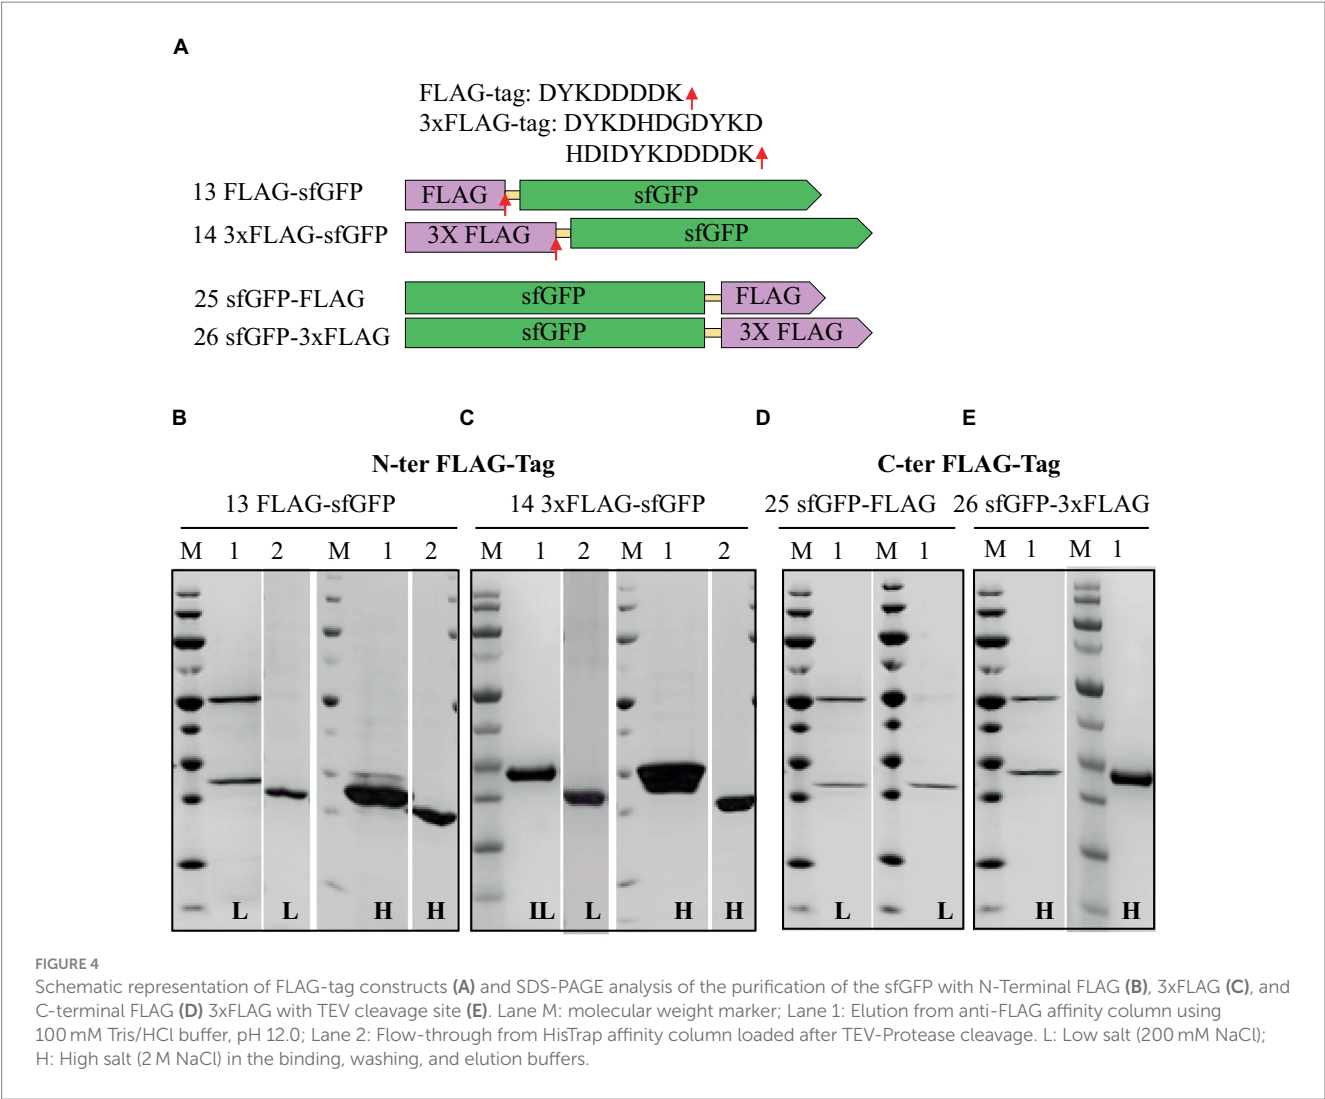 A
FLAG-tag: DYKDDDDK
3xFLAG-tag: DYKDHDGDYKD
HDIDYKDDDDK
13 FLAG-sfGFP
FLAG
sfGFP
14 3xFLAG-sfGFP
3X FLAG
sfGFP
25 sfGFP-FLAG
sfGFP
FLAG
26 sfGFP-3xFLAG
sfGFP
3X FLAG
B C D E
N-ter FLAG-Tag C-ter FLAG-Tag
13 FLAG-sfGFP 14 3xFLAG-sfGFP 25 sfGFP-FLAG 26 sfGFP-3xFLAG
M 1 2 M 1 2 M 1 2 M 1 2 M 1 M 1 M 1 M 1
L L H H IL L H H L L H H
FIGURE 4
Schematic representation of FLAG-tag constructs (A) and SDS-PAGE analysis of the purification of the sfGFP with N-Terminal FLAG (B), 3xFLAG (C), and
C-terminal FLAG (D) 3xFLAG with TEV cleavage site (E). Lane M: molecular weight marker; Lane 1: Elution from anti-FLAG affinity column using
100 mM Tris/HCl buffer, pH 12.0; Lane 2: Flow-through from HisTrap affinity column loaded after TEV-Protease cleavage. L: Low salt (200 mM NaCl);
H: High salt (2 M NaCl) in the binding, washing, and elution buffers.